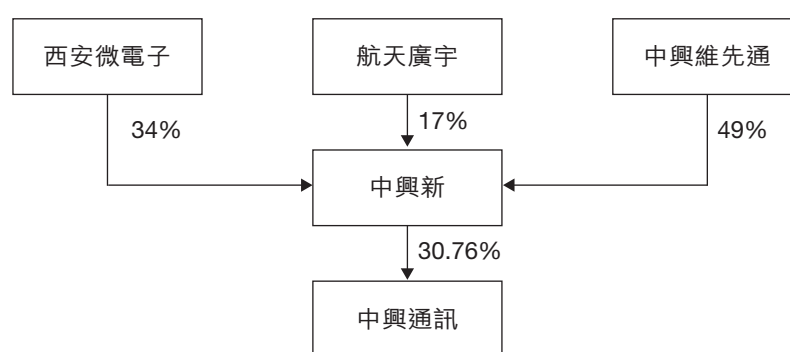 西安微電子
航天廣宇
中興維先通
34%
17%
49%
中興新
30.76%
中興通訊